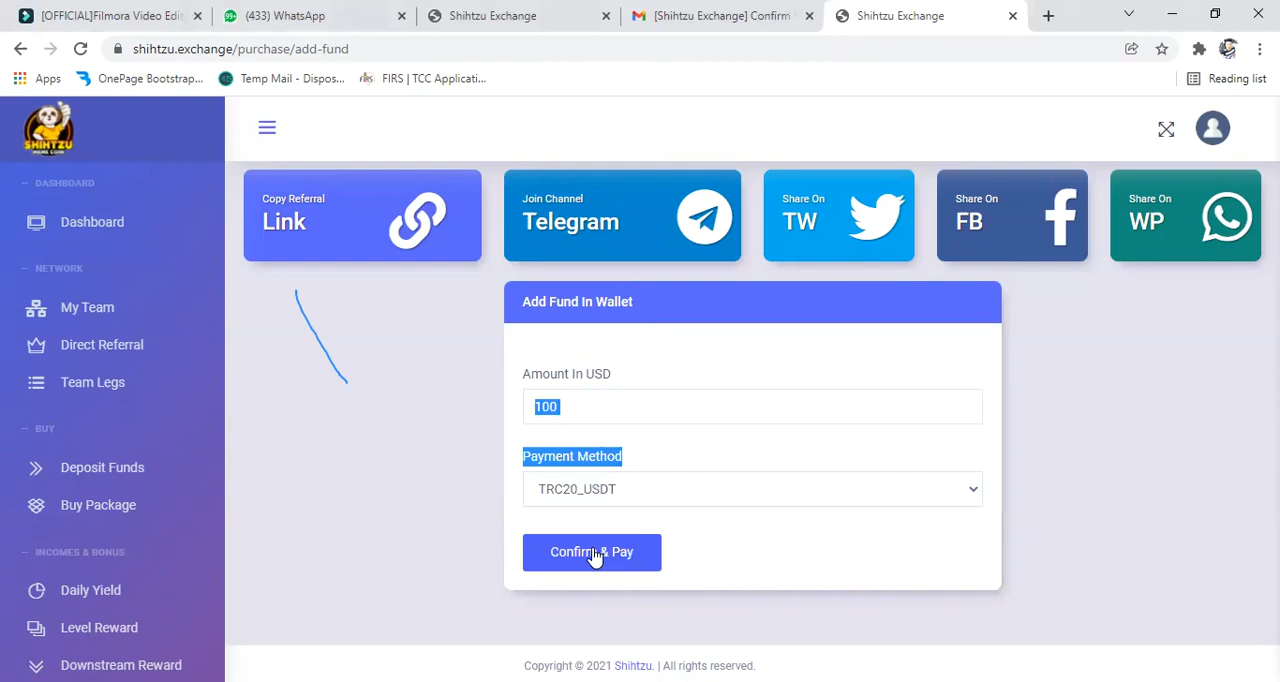 [OFFICIAL]Filmora Video Edi
99+ (433) WhatsApp
Shihtzu Exchange
[Shihtzu Exchange] Confirm
Shihtzu Exchange
shihtzu.exchange/purchase/add-fund
Apps
OnePage Bootstrap...
Temp Mail - Dispos...
FIRS | TCC Applicati...
Reading list
SHIHTZU
MEME COIN
-- DASHBOARD
Dashboard
-- NETWORK
My Team
Direct Referral
Team Legs
-- BUY
Deposit Funds
Buy Package
-- INCOMES & BONUS
Daily Yield
Level Reward
Downstream Reward
Copy Referral
Link
Join Channel
Telegram
Share On
TW
Share On
FB
Share On
WP
Add Fund In Wallet
Amount In USD
100
Payment Method
TRC20_USDT
Confirm & Pay
Copyright © 2021 Shihtzu. | All rights reserved.